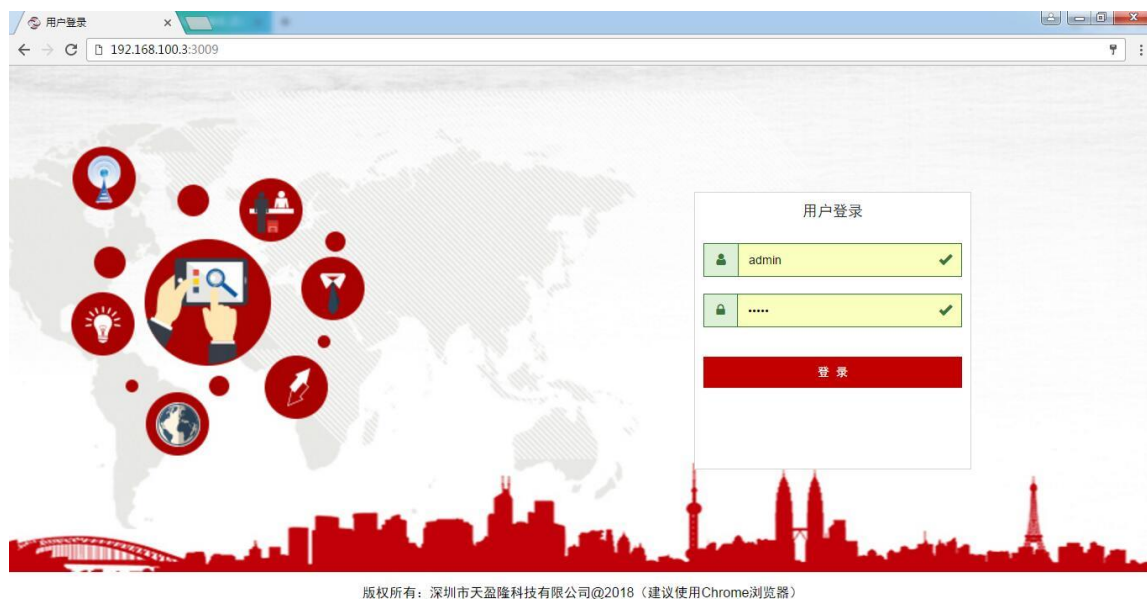 用户登录
192.168.100.3:3009
用户登录
admin
•••••
登 录
版权所有：深圳市天盈隆科技有限公司@2018（建议使用Chrome浏览器）